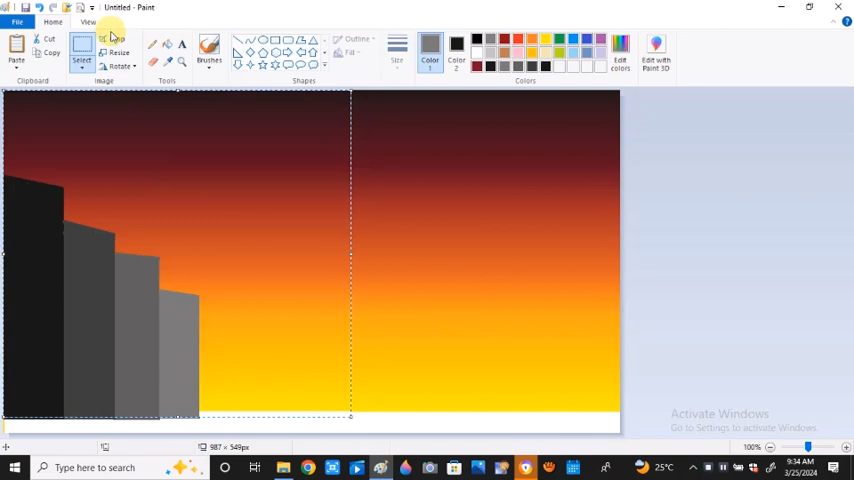 Untitled - Paint
File Home View
Paste
Cut
Copy
Clipboard
Select
Resize
Rotate
Image
A
Tools
Brushes
Outline
Fill
Shapes
Size
Color
1
Color
2
Edit
colors
Colors
Edit with
Paint 3D
Activate Windows
Go to Settings to activate Windows.
987 × 549px
100%
Type here to search
25°C
9:34 AM
3/25/2024